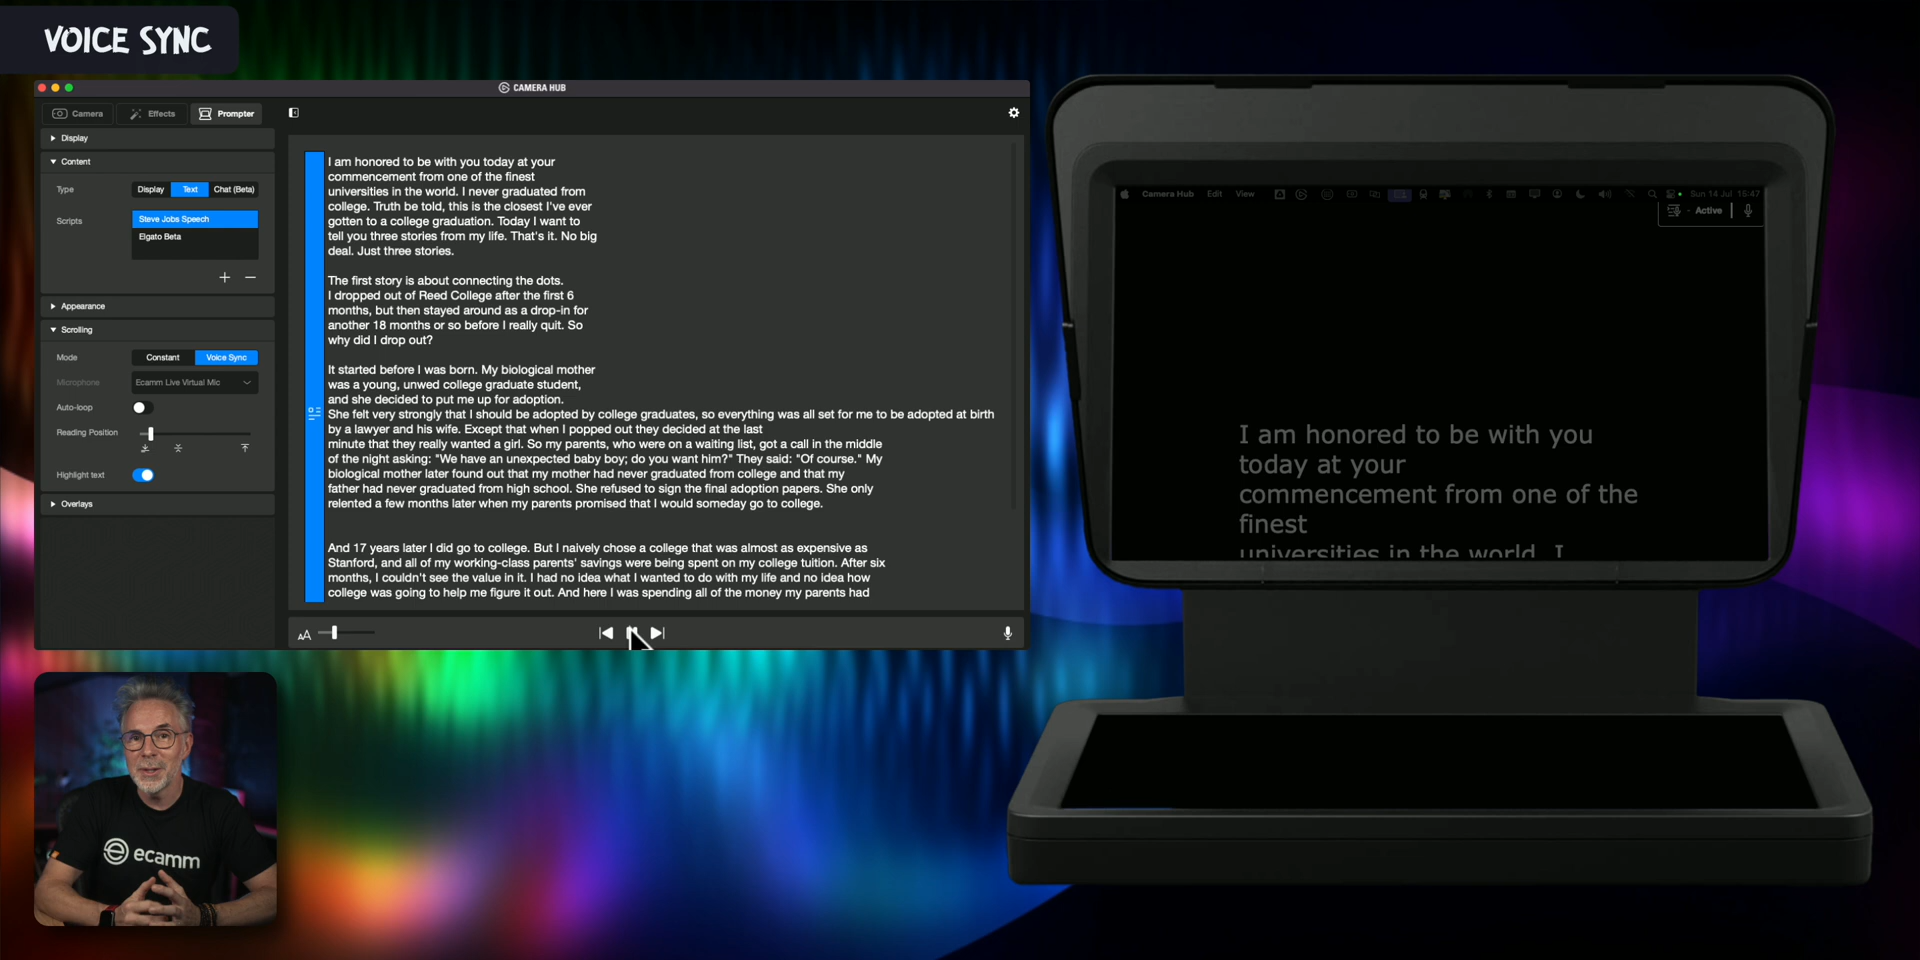 VOICE SYNC
CAMERA HUB
Camera
Effects
Prompter
Display
Content
Type
Display
Text
Chat (Beta)
Scripts
Steve Jobs Speech
Elgato Beta
Appearance
Scrolling
Mode
Constant
Voice Sync
Microphone
Ecamm Live Virtual Mic
Auto-loop
Reading Position
Highlight text
Overlays
I am honored to be with you today at your
commencement from one of the finest
universities in the world. I never graduated from
college. Truth be told, this is the closest I've ever
gotten to a college graduation. Today I want to
tell you three stories from my life. That's it. No big
deal. Just three stories.
The first story is about connecting the dots.
I dropped out of Reed College after the first 6
months, but then stayed around as a drop-in for
another 18 months or so before I really quit. So
why did I drop out?
It started before I was born. My biological mother
was a young, unwed college graduate student,
and she decided to put me up for adoption.
She felt very strongly that I should be adopted by college graduates, so everything was all set for me to be adopted at birth
by a lawyer and his wife. Except that when I popped out they decided at the last
minute that they really wanted a girl. So my parents, who were on a waiting list, got a call in the middle
of the night asking: "We have an unexpected baby boy; do you want him?" They said: "Of course." My
biological mother later found out that my mother had never graduated from college and that my
father had never graduated from high school. She refused to sign the final adoption papers. She only
relented a few months later when my parents promised that I would someday go to college.
And 17 years later I did go to college. But I naively chose a college that was almost as expensive as
Stanford, and all of my working-class parents' savings were being spent on my college tuition. After six
months, I couldn't see the value in it. I had no idea what I wanted to do with my life and no idea how
college was going to help me figure it out. And here I was spending all of the money my parents had
AA
Camera Hub Edit View
Sun 14 Jul 15:47
- Active
I am honored to be with you
today at your
commencement from one of the
finest
universities in the world. I
ecamm